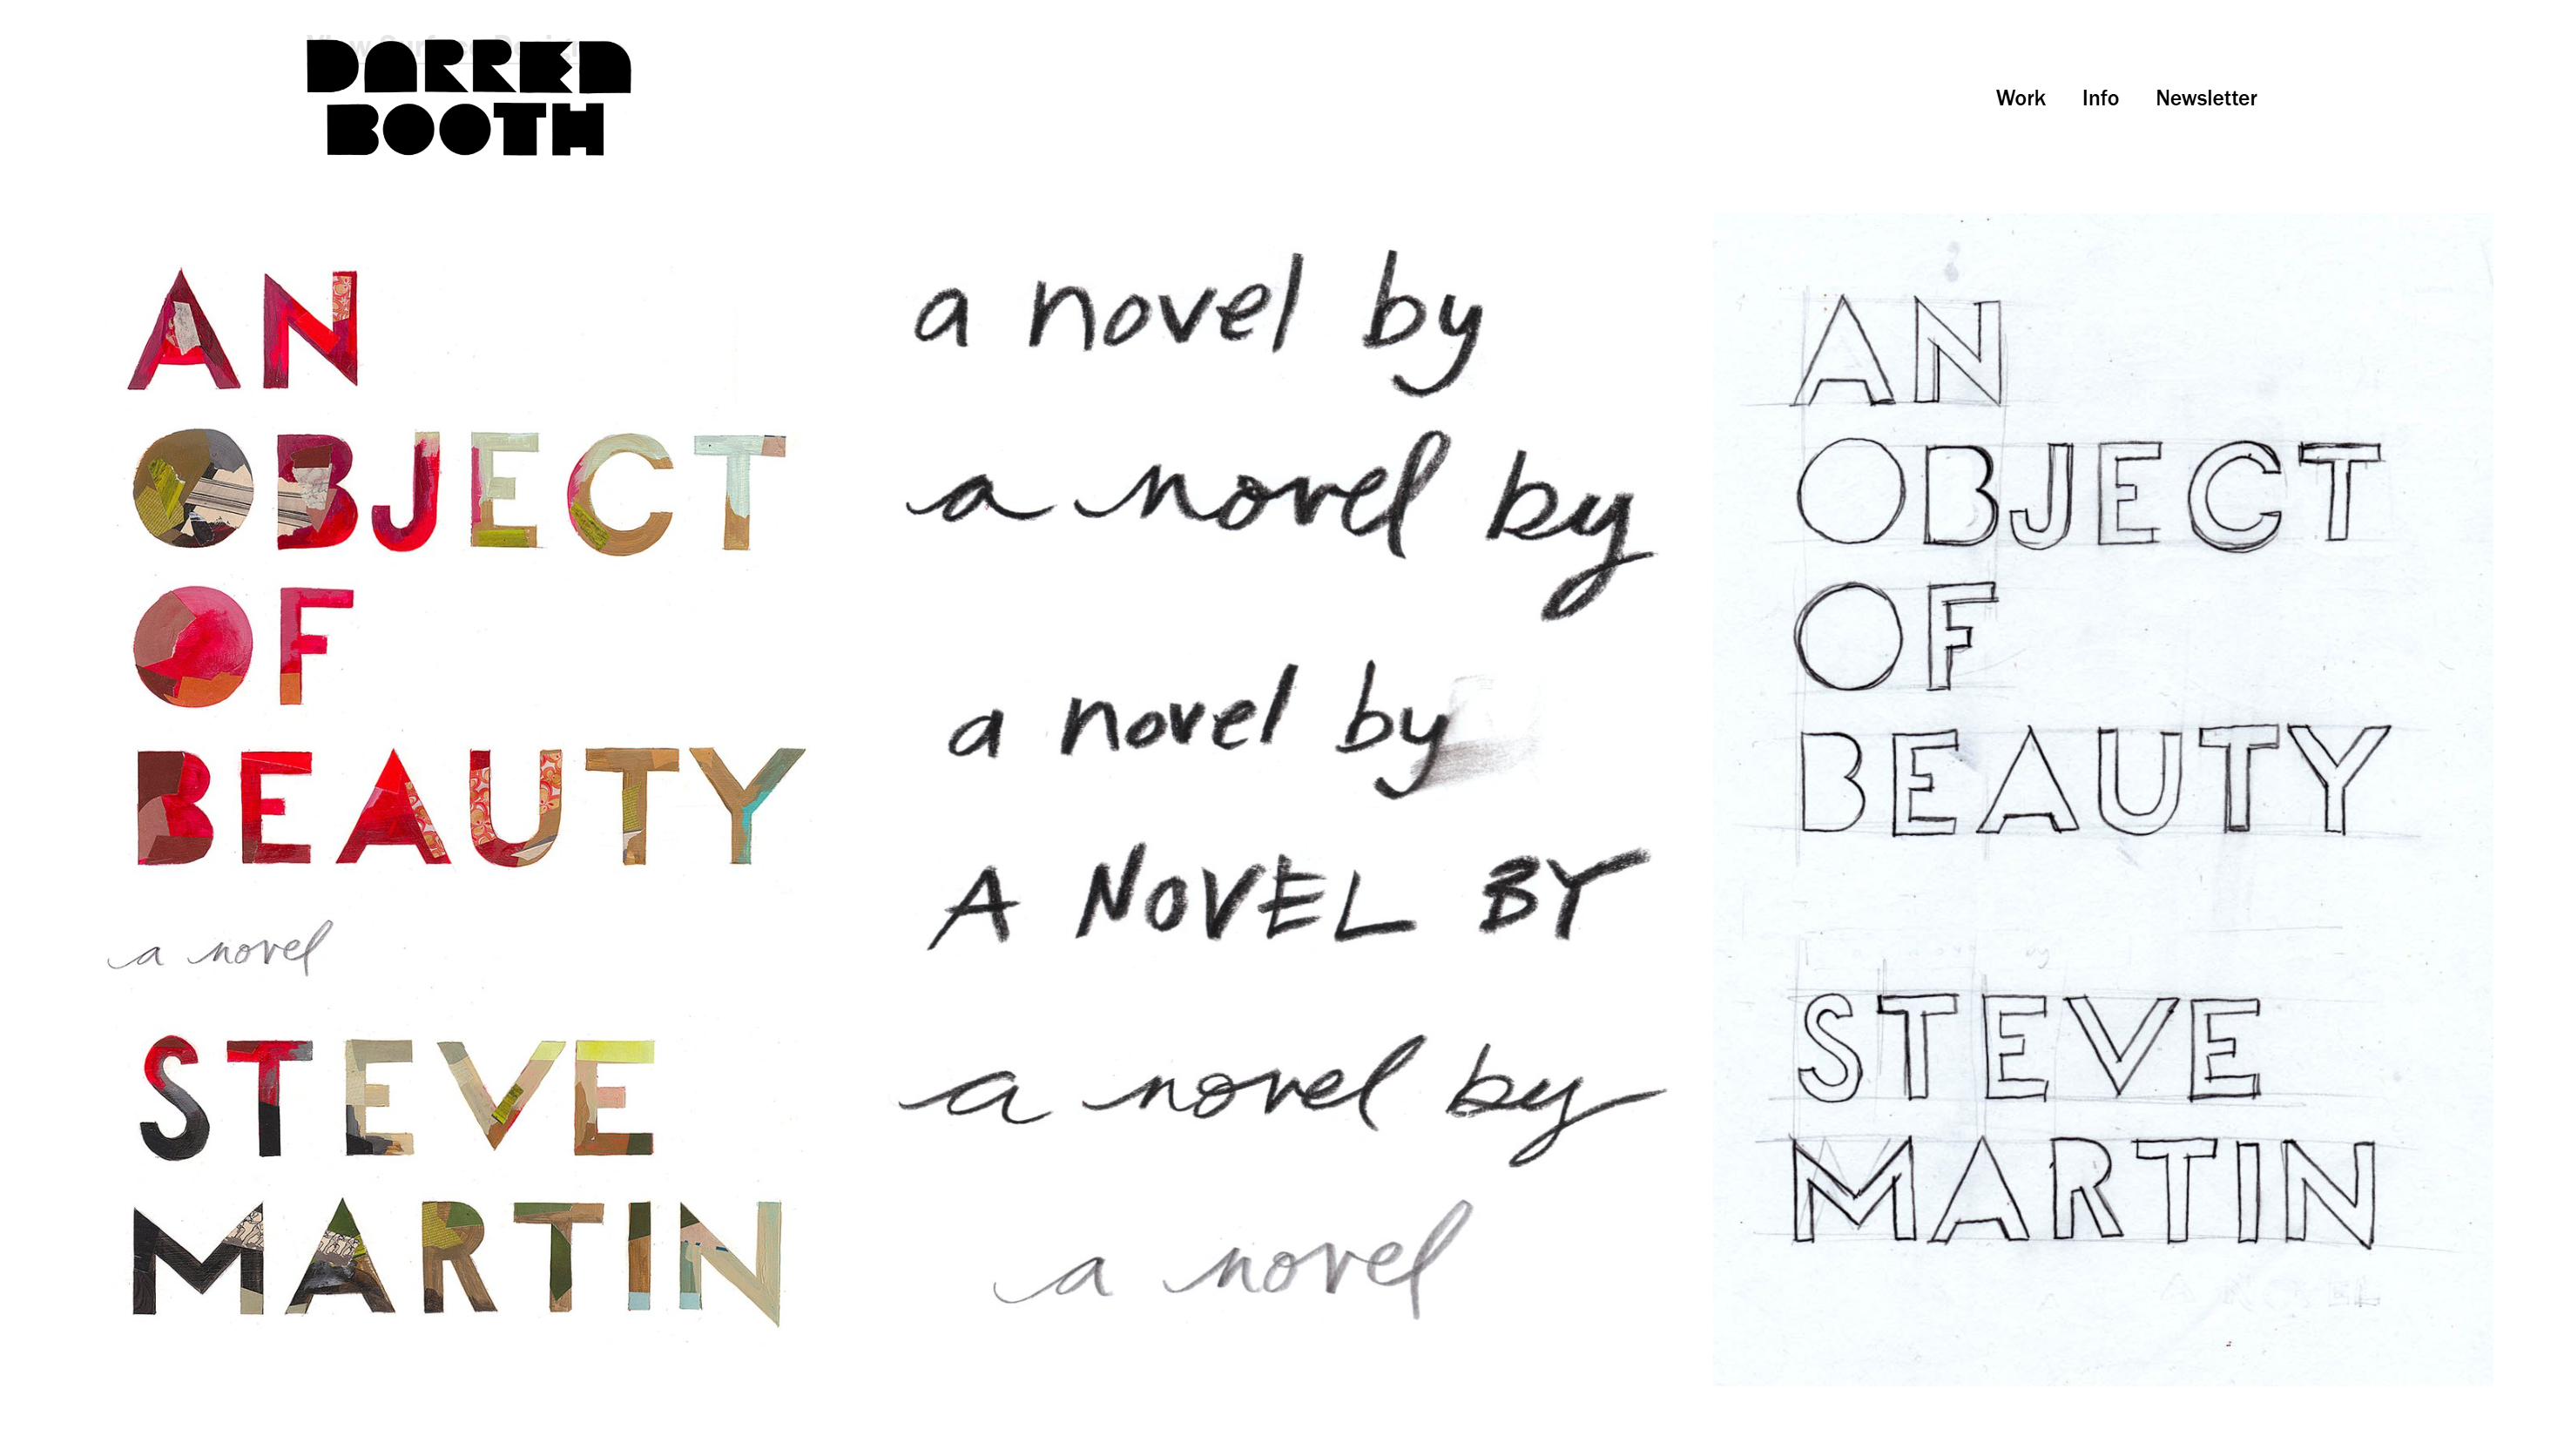 DARREN
BOOTH
Work Info Newsletter
AN
OBJECT
OF
BEAUTY
a novel
STEVE
MARTIN
a novel by
a novel by
a novel by
A NOVEL BY
a novel by
a novel
AN
OBJECT
OF
BEAUTY
STEVE
MARTIN
A NOVEL